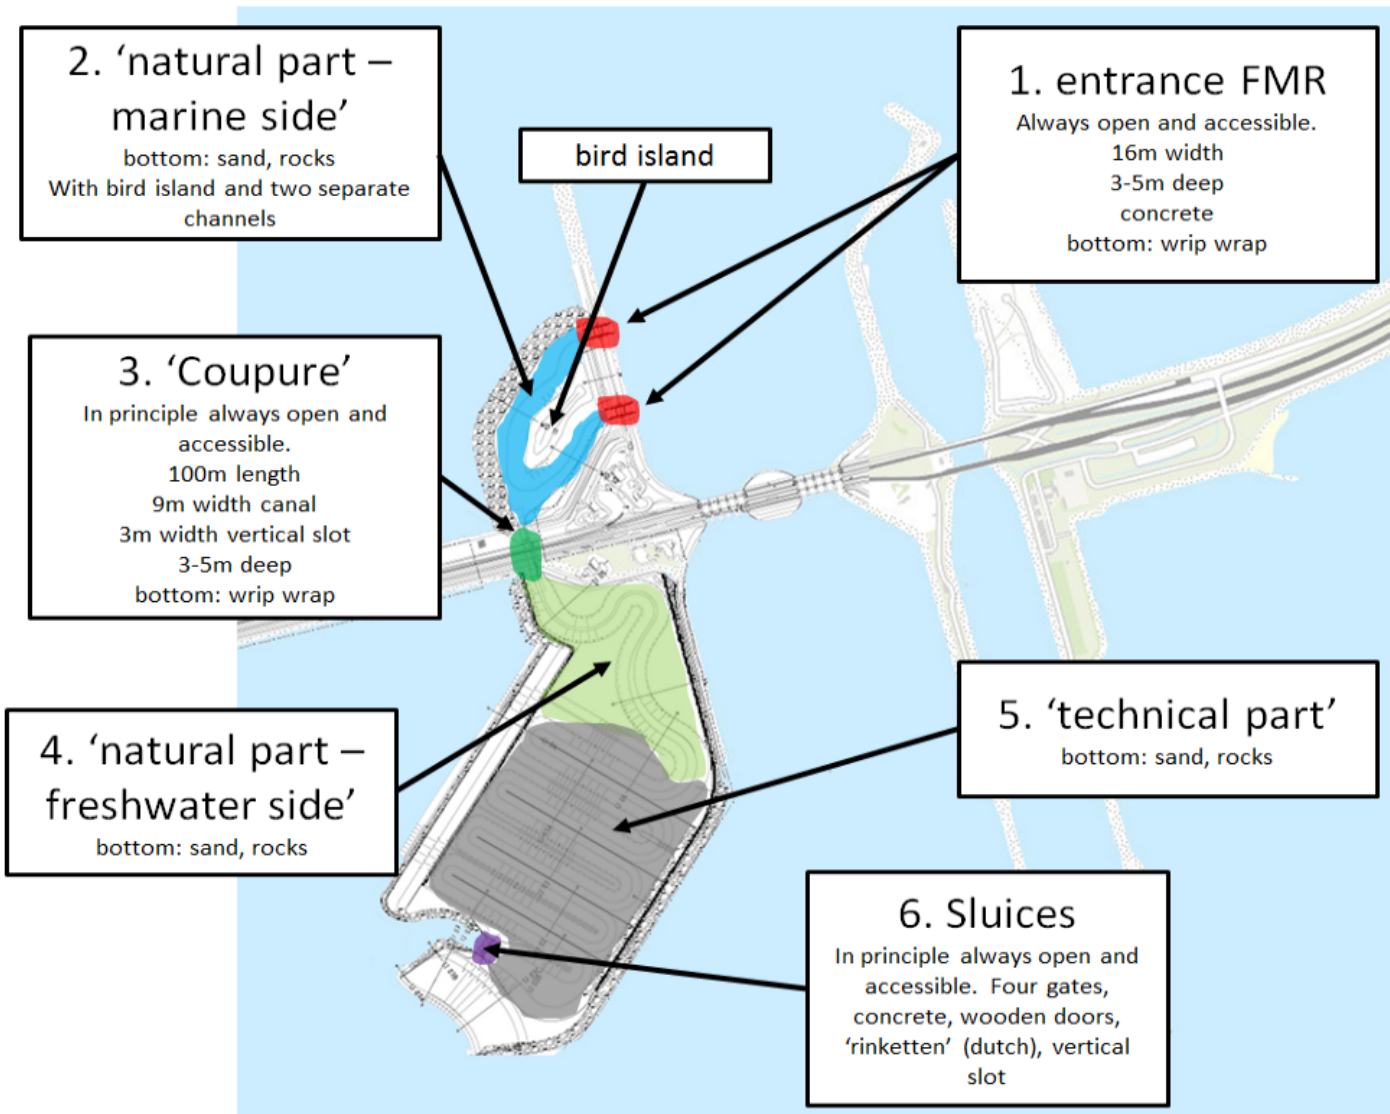 2. ‘natural part –
marine side’
bottom: sand, rocks
With bird island and two separate
channels
bird island
1. entrance FMR
Always open and accessible.
16m width
3-5m deep
concrete
bottom: wrip wrap
3. ‘Coupure’
In principle always open and
accessible.
100m length
9m width canal
3m width vertical slot
3-5m deep
bottom: wrip wrap
4. ‘natural part –
freshwater side’
bottom: sand, rocks
5. ‘technical part’
bottom: sand, rocks
6. Sluices
In principle always open and
accessible. Four gates,
concrete, wooden doors,
‘rinketten’ (dutch), vertical
slot